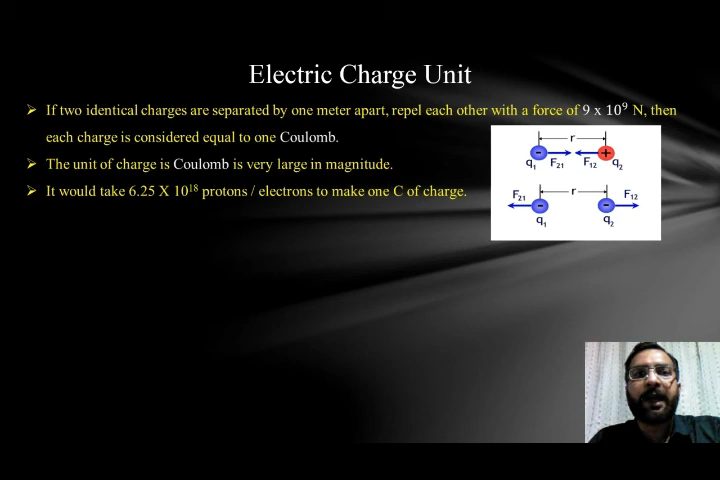 Electric Charge Unit
➢ If two identical charges are separated by one meter apart, repel each other with a force of 9 x 10⁹ N, then
each charge is considered equal to one Coulomb.
➢ The unit of charge is Coulomb is very large in magnitude.
➢ It would take 6.25 X 10¹⁸ protons / electrons to make one C of charge.
r
- +
q₁ F₂₁ F₁₂ q₂
F₂₁ r F₁₂
- -
q₁ q₂